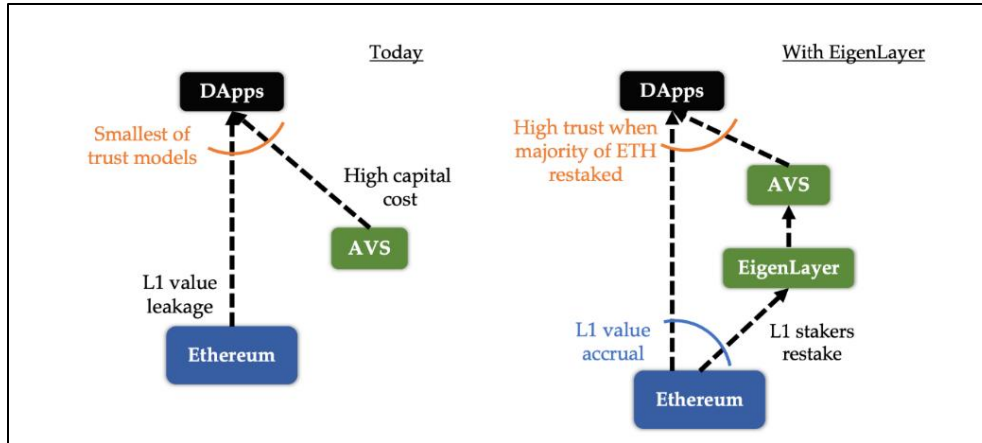 Today
DApps
Smallest of
trust models
High capital
cost
AVS
L1 value
leakage
Ethereum
With EigenLayer
DApps
High trust when
majority of ETH
restaked
AVS
EigenLayer
L1 value
accrual
L1 stakers
restake
Ethereum